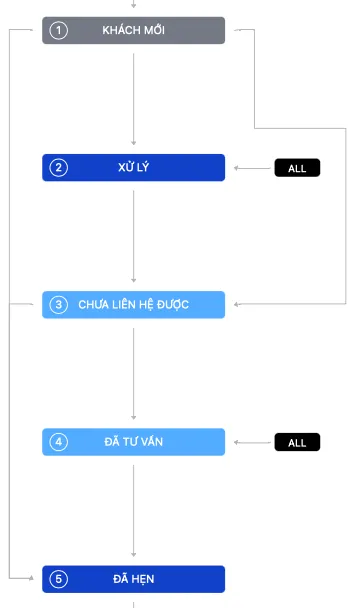 1 KHÁCH MỚI
2 XỬ LÝ
ALL
3 CHƯA LIÊN HỆ ĐƯỢC
4 ĐÃ TƯ VẤN
ALL
5 ĐÃ HẸN